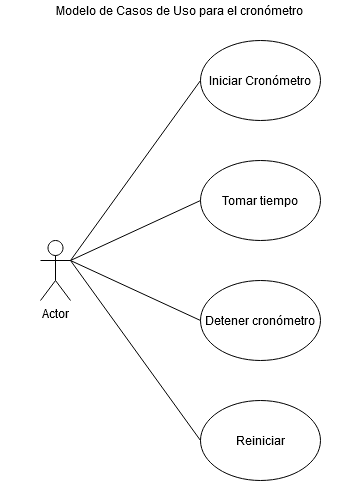 Modelo de Casos de Uso para el cronómetro
Iniciar Cronómetro
Tomar tiempo
Actor
Detener cronómetro
Reiniciar